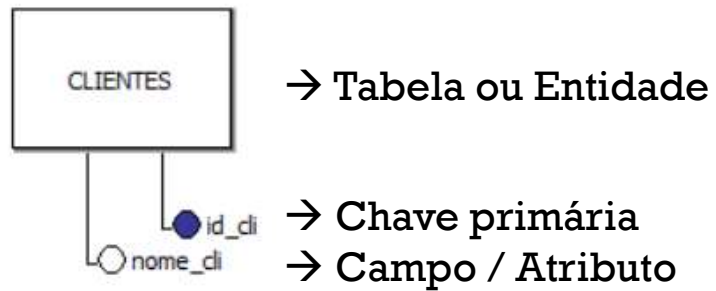 CLIENTES → Tabela ou Entidade
id_cli → Chave primária
nome_cli → Campo / Atributo